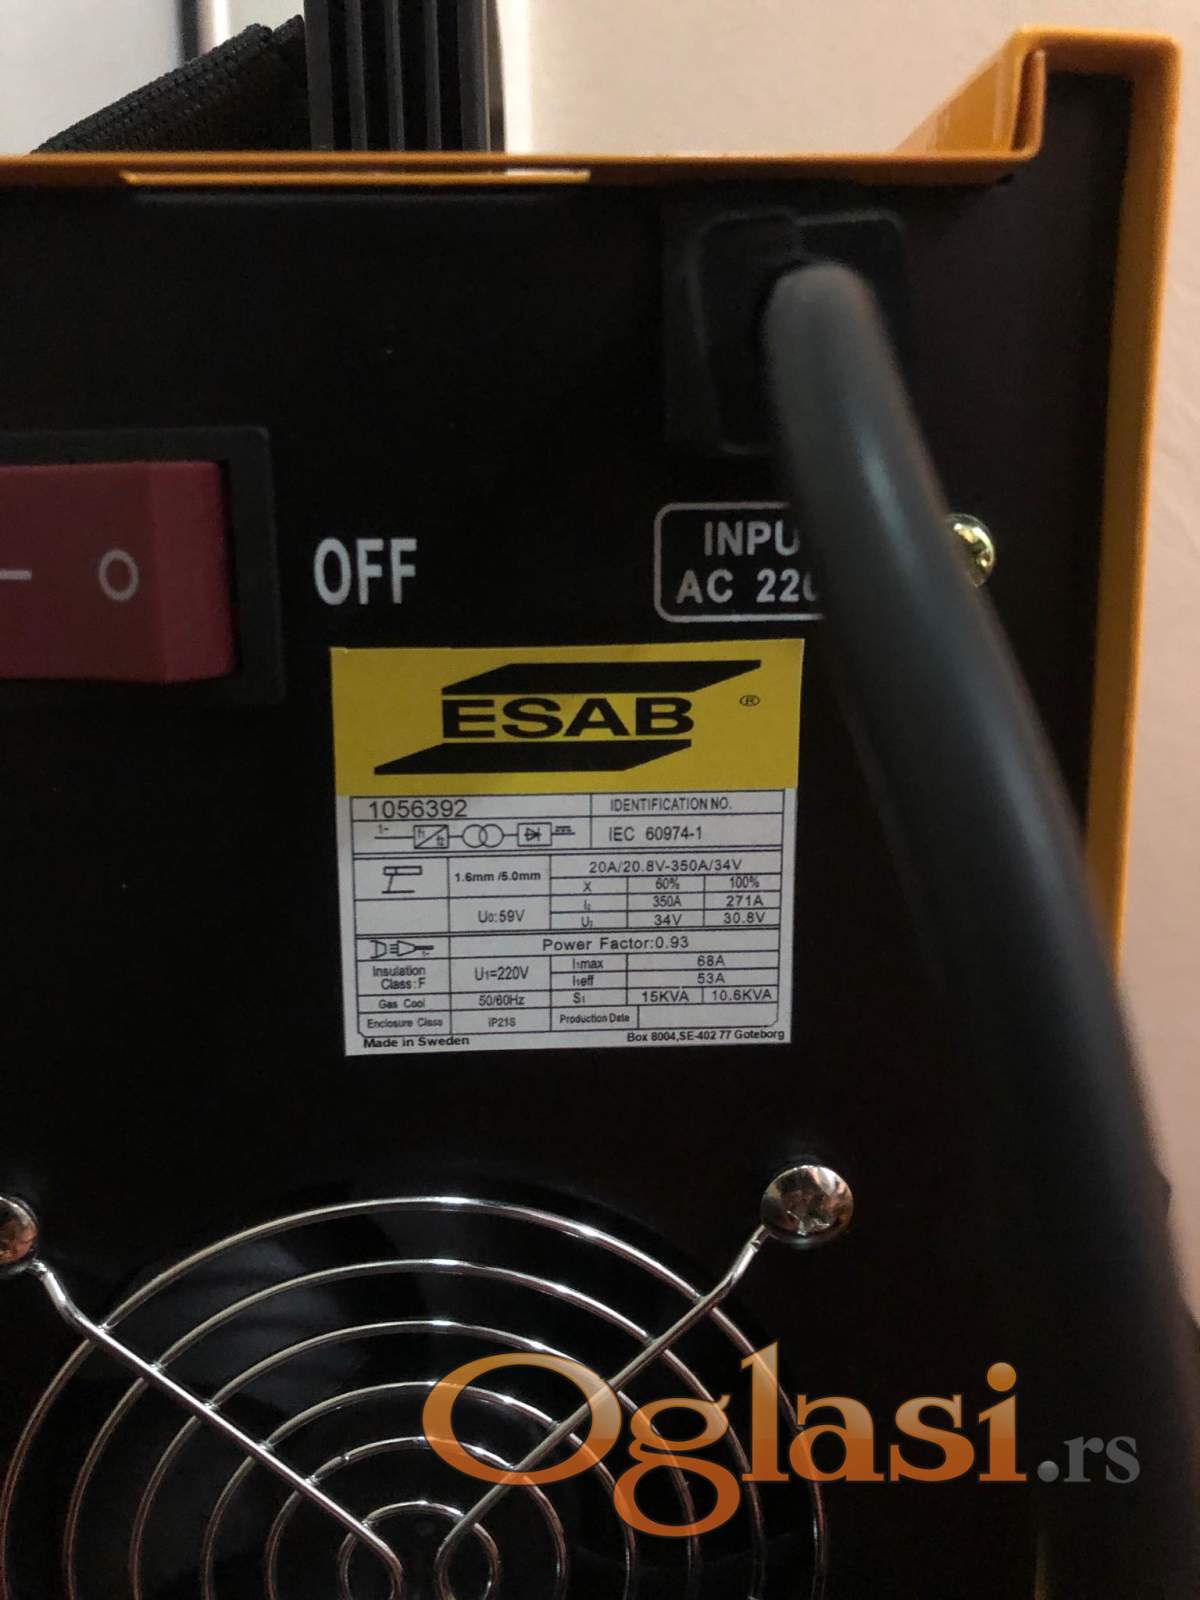 OFF
INPU
AC 220
ESAB ®
1056392 IDENTIFICATION NO.
1~ f1 f2 IEC 60974-1
20A/20.8V-350A/34V
1.6mm /5.0mm
X 60% 100%
I2 350A 271A
U0:59V
U2 34V 30.8V
Power Factor:0.93
Insulation Class:F
U1=220V
I1max 68A
I1eff 53A
Gas Cool 50/60Hz S1 15KVA 10.6KVA
Enclosure Class IP21S Production Date
Made in Sweden Box 8004,SE-402 77 Goteborg
Oglasi.rs